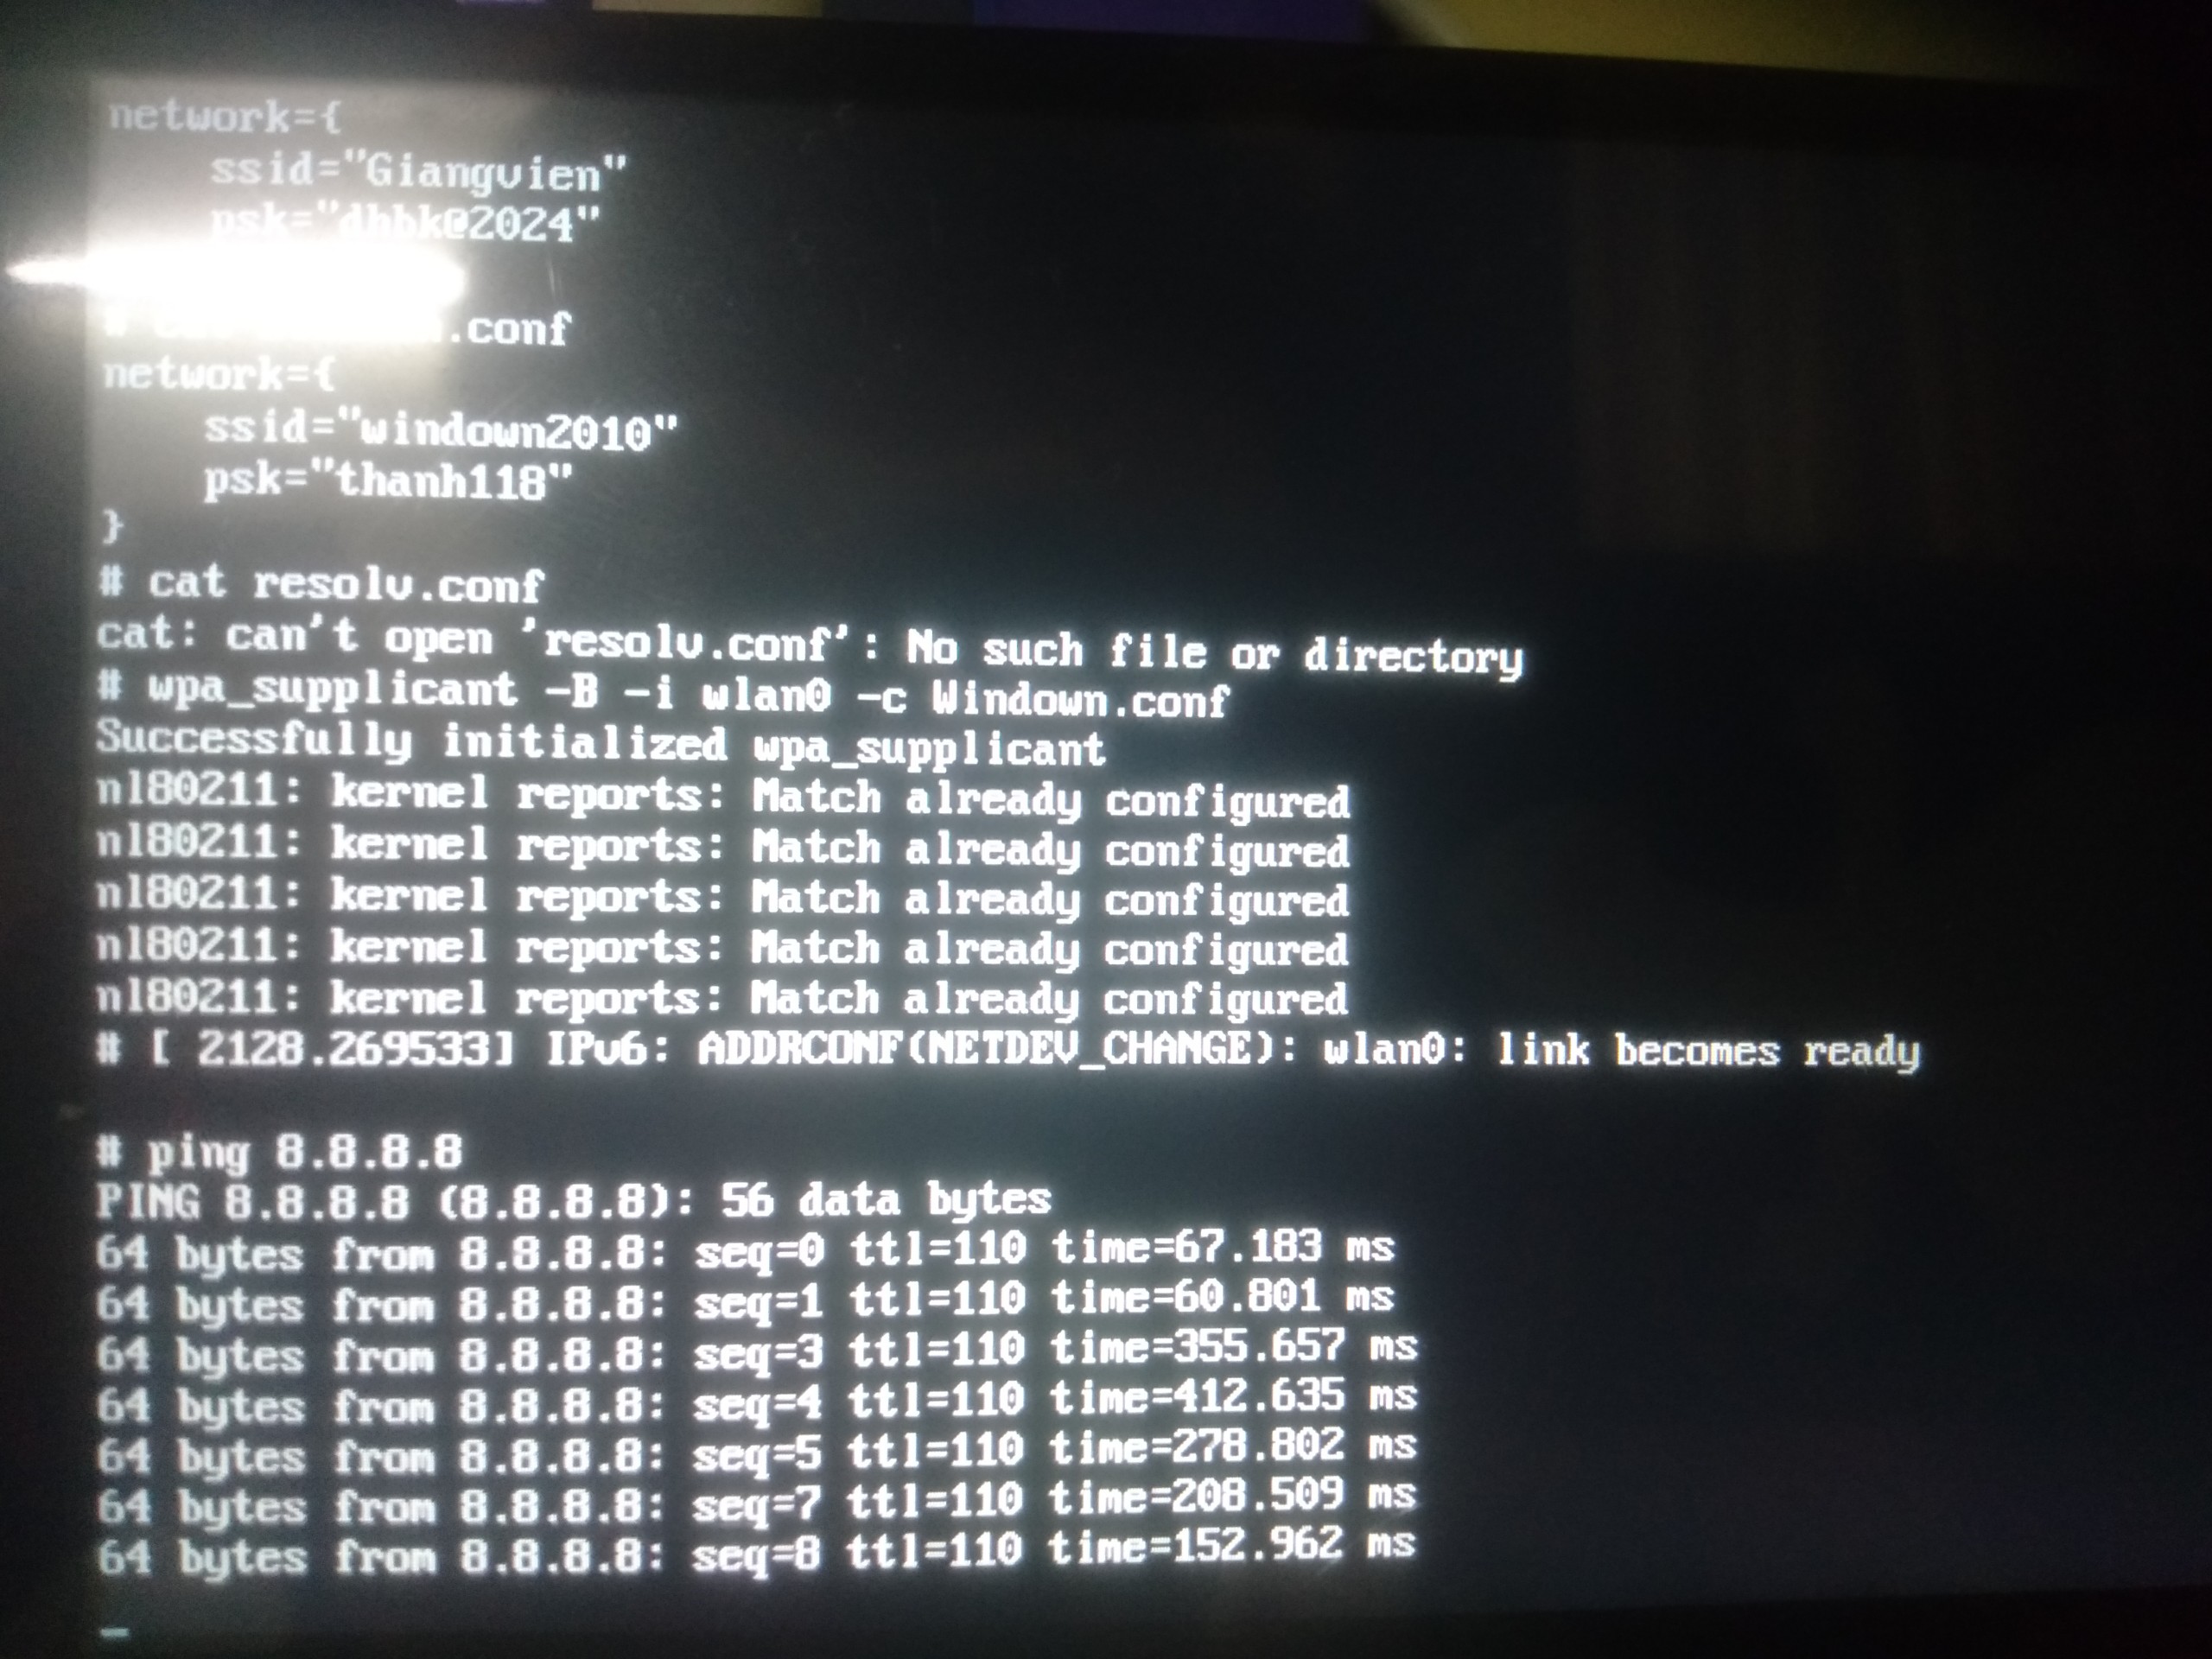 network={
    ssid="Giangvien"
    psk="dhbk@2024"
.conf
network={
    ssid="windown2010"
    psk="thanh118"
}
# cat resolv.conf
cat: can't open 'resolv.conf': No such file or directory
# wpa_supplicant -B -i wlan0 -c Windown.conf
Successfully initialized wpa_supplicant
nl80211: kernel reports: Match already configured
nl80211: kernel reports: Match already configured
nl80211: kernel reports: Match already configured
nl80211: kernel reports: Match already configured
nl80211: kernel reports: Match already configured
# [ 2128.269533] IPv6: ADDRCONF(NETDEV_CHANGE): wlan0: link becomes ready
# ping 8.8.8.8
PING 8.8.8.8 (8.8.8.8): 56 data bytes
64 bytes from 8.8.8.8: seq=0 ttl=110 time=67.183 ms
64 bytes from 8.8.8.8: seq=1 ttl=110 time=60.801 ms
64 bytes from 8.8.8.8: seq=3 ttl=110 time=355.657 ms
64 bytes from 8.8.8.8: seq=4 ttl=110 time=412.635 ms
64 bytes from 8.8.8.8: seq=5 ttl=110 time=278.802 ms
64 bytes from 8.8.8.8: seq=7 ttl=110 time=208.509 ms
64 bytes from 8.8.8.8: seq=8 ttl=110 time=152.962 ms